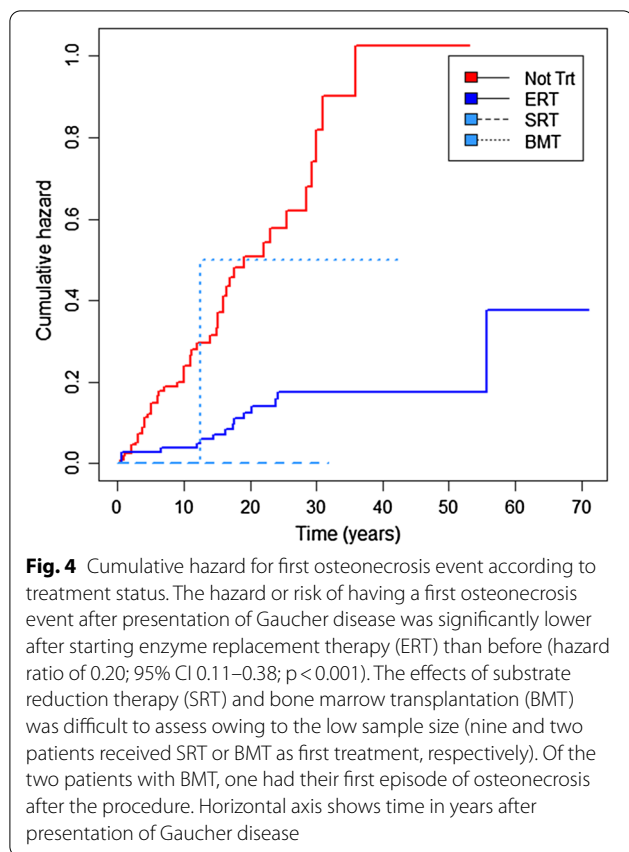 1.0
0.8
0.6
0.4
0.2
0.0
Cumulative hazard
Not Trt
ERT
SRT
BMT
0 10 20 30 40 50 60 70
Time (years)
Fig. 4 Cumulative hazard for first osteonecrosis event according to
treatment status. The hazard or risk of having a first osteonecrosis
event after presentation of Gaucher disease was significantly lower
after starting enzyme replacement therapy (ERT) than before (hazard
ratio of 0.20; 95% CI 0.11–0.38; p < 0.001). The effects of substrate
reduction therapy (SRT) and bone marrow transplantation (BMT)
was difficult to assess owing to the low sample size (nine and two
patients received SRT or BMT as first treatment, respectively). Of the
two patients with BMT, one had their first episode of osteonecrosis
after the procedure. Horizontal axis shows time in years after
presentation of Gaucher disease